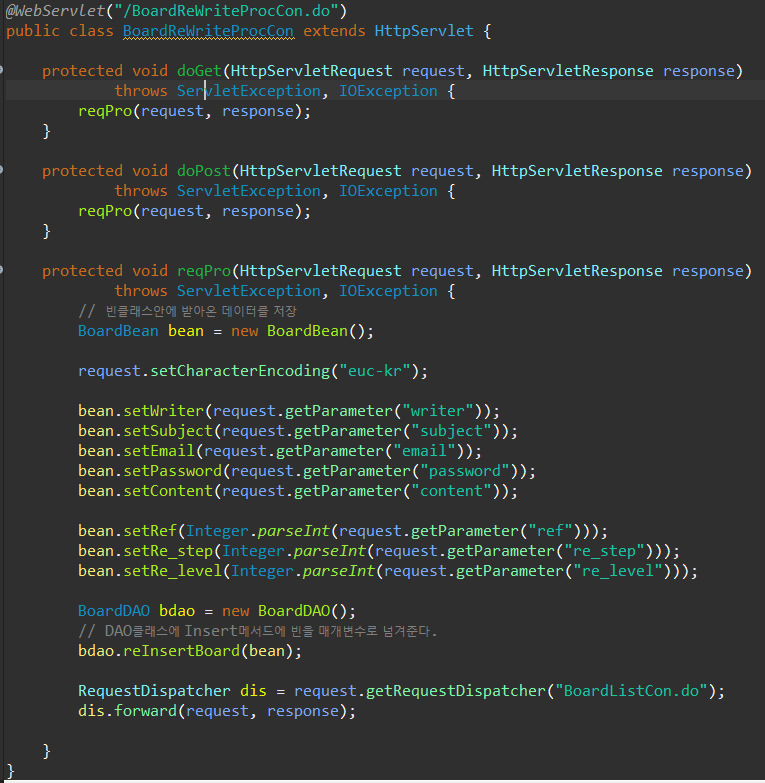 @WebServlet("/BoardReWriteProcCon.do")
public class BoardReWriteProcCon extends HttpServlet {
protected void doGet(HttpServletRequest request, HttpServletResponse response)
throws ServletException, IOException {
reqPro(request, response);
}
protected void doPost(HttpServletRequest request, HttpServletResponse response)
throws ServletException, IOException {
reqPro(request, response);
}
protected void reqPro(HttpServletRequest request, HttpServletResponse response)
throws ServletException, IOException {
// 빈클래스안에 받아온 데이터를 저장
BoardBean bean = new BoardBean();
request.setCharacterEncoding("euc-kr");
bean.setWriter(request.getParameter("writer"));
bean.setSubject(request.getParameter("subject"));
bean.setEmail(request.getParameter("email"));
bean.setPassword(request.getParameter("password"));
bean.setContent(request.getParameter("content"));
bean.setRef(Integer.parseInt(request.getParameter("ref")));
bean.setRe_step(Integer.parseInt(request.getParameter("re_step")));
bean.setRe_level(Integer.parseInt(request.getParameter("re_level")));
BoardDAO bdao = new BoardDAO();
// DAO클래스에 Insert메서드에 빈을 매개변수로 넘겨준다.
bdao.reInsertBoard(bean);
RequestDispatcher dis = request.getRequestDispatcher("BoardListCon.do");
dis.forward(request, response);
}
}